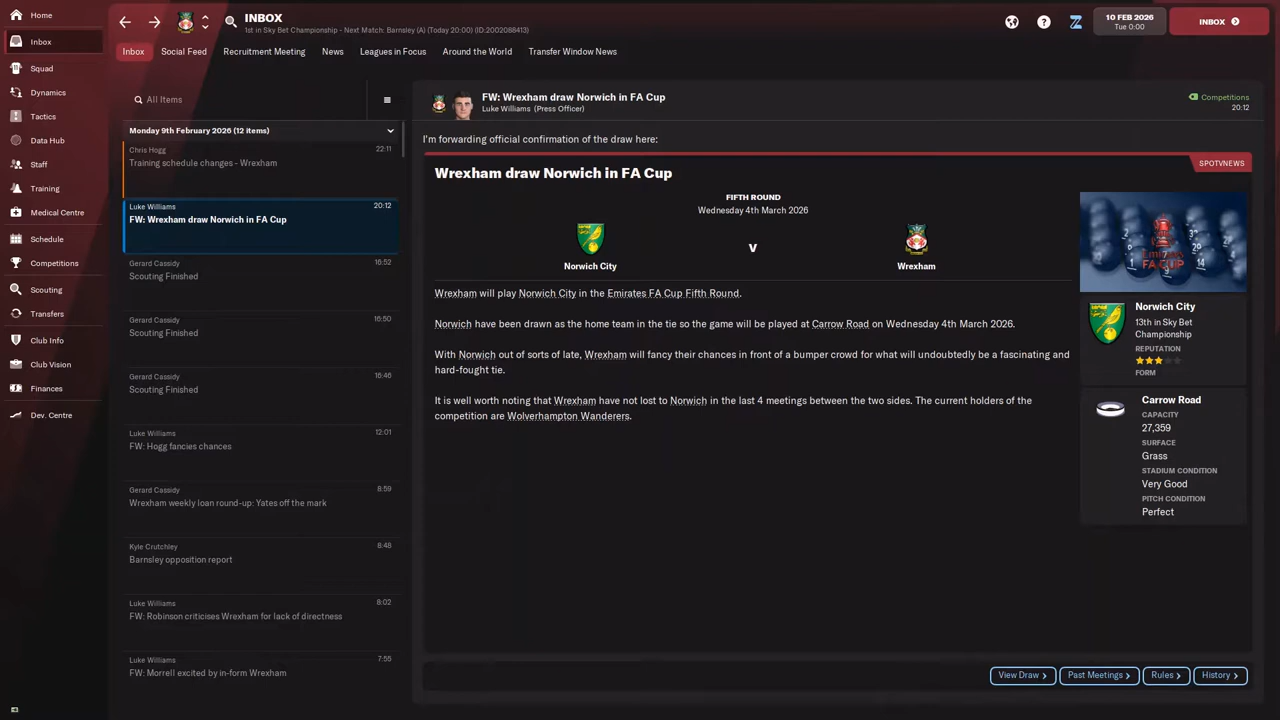 Home
Inbox
Squad
Dynamics
Tactics
Data Hub
Staff
Training
Medical Centre
Schedule
Competitions
Scouting
Transfers
Club Info
Club Vision
Finances
Dev. Centre
INBOX
1st in Sky Bet Championship - Next Match: Barnsley (A) (Today 20:00) (ID:2002088413)
10 FEB 2026
Tue 0:00
INBOX
Inbox
Social Feed
Recruitment Meeting
News
Leagues in Focus
Around the World
Transfer Window News
All Items
Monday 9th February 2026 (12 items)
Chris Hogg 22:11
Training schedule changes - Wrexham
Luke Williams 20:12
FW: Wrexham draw Norwich in FA Cup
Gerard Cassidy 16:52
Scouting Finished
Gerard Cassidy 16:50
Scouting Finished
Gerard Cassidy 16:46
Scouting Finished
Luke Williams 12:01
FW: Hogg fancies chances
Gerard Cassidy 8:59
Wrexham weekly loan round-up: Yates off the mark
Kyle Crutchley 8:48
Barnsley opposition report
Luke Williams 8:02
FW: Robinson criticises Wrexham for lack of directness
Luke Williams 7:55
FW: Morrell excited by in-form Wrexham
FW: Wrexham draw Norwich in FA Cup
Luke Williams (Press Officer)
Competitions
20:12
I'm forwarding official confirmation of the draw here:
SPOTVNEWS
Wrexham draw Norwich in FA Cup
FIFTH ROUND
Wednesday 4th March 2026
Norwich City
v
Wrexham
Wrexham will play Norwich City in the Emirates FA Cup Fifth Round.
Norwich have been drawn as the home team in the tie so the game will be played at Carrow Road on Wednesday 4th March 2026.
With Norwich out of sorts of late, Wrexham will fancy their chances in front of a bumper crowd for what will undoubtedly be a fascinating and
hard-fought tie.
It is well worth noting that Wrexham have not lost to Norwich in the last 4 meetings between the two sides. The current holders of the
competition are Wolverhampton Wanderers.
Emirates
FA CUP
Norwich City
13th in Sky Bet
Championship
REPUTATION
FORM
Carrow Road
CAPACITY
27,359
SURFACE
Grass
STADIUM CONDITION
Very Good
PITCH CONDITION
Perfect
View Draw
Past Meetings
Rules
History